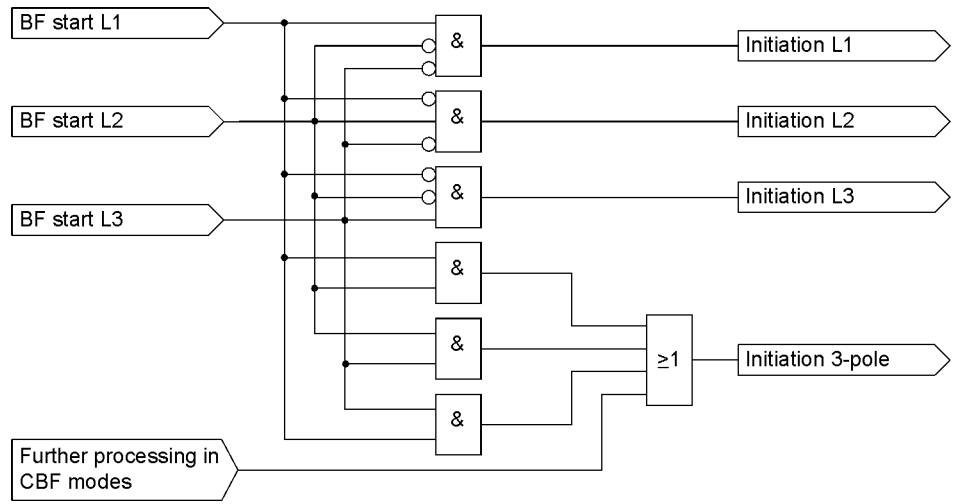 BF start L1
&
Initiation L1
BF start L2
&
Initiation L2
&
Initiation L3
BF start L3
&
&
≥1
Initiation 3-pole
&
Further processing in
CBF modes